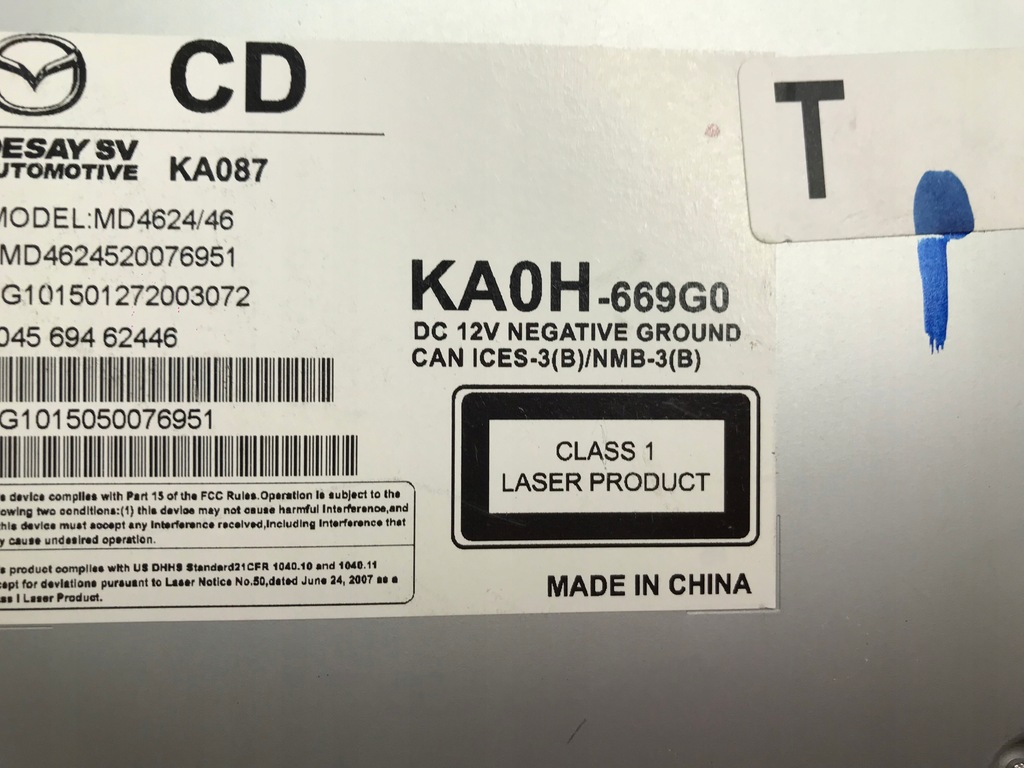 CD
DESAY SV
AUTOMOTIVE KA087
MODEL:MD4624/46
MD4624520076951
G101501272003072
045 694 62446
G1015050076951
device complies with Part 15 of the FCC Rules.Operation is subject to the
two conditions:(1) this device may not cause harmful Interference,and
this device must accept any Interference received,Including Interference that
cause undesired operation.
product complies with US DHHS Standard21CFR 1040.10 and 1040.11
for deviations pursuant to Laser Notice No.50,dated June 24, 2007 as a
I Laser Product.
KA0H-669G0
DC 12V NEGATIVE GROUND
CAN ICES-3(B)/NMB-3(B)
CLASS 1
LASER PRODUCT
MADE IN CHINA
T